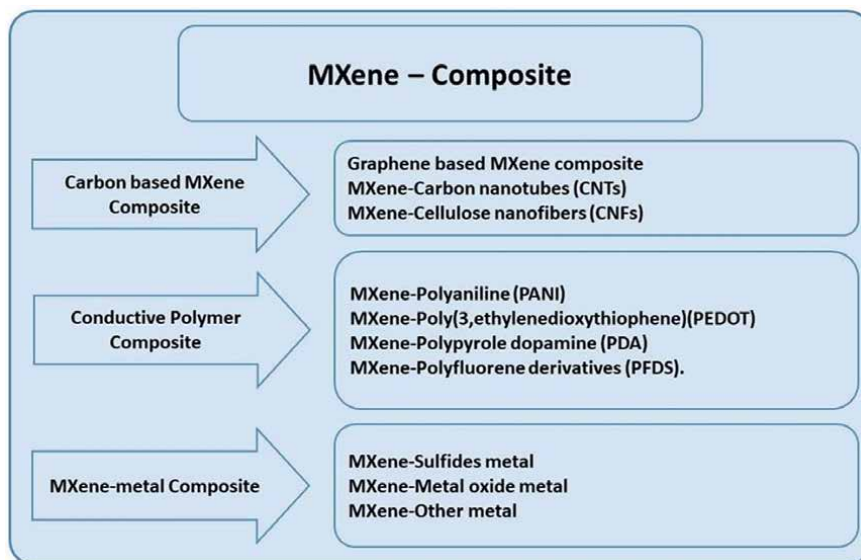 MXene – Composite
Carbon based MXene
Composite
Graphene based MXene composite
MXene-Carbon nanotubes (CNTs)
MXene-Cellulose nanofibers (CNFs)
Conductive Polymer
Composite
MXene-Polyaniline (PANI)
MXene-Poly(3,ethylenedioxythiophene)(PEDOT)
MXene-Polypyrole dopamine (PDA)
MXene-Polyfluorene derivatives (PFDS).
MXene-metal Composite
MXene-Sulfides metal
MXene-Metal oxide metal
MXene-Other metal